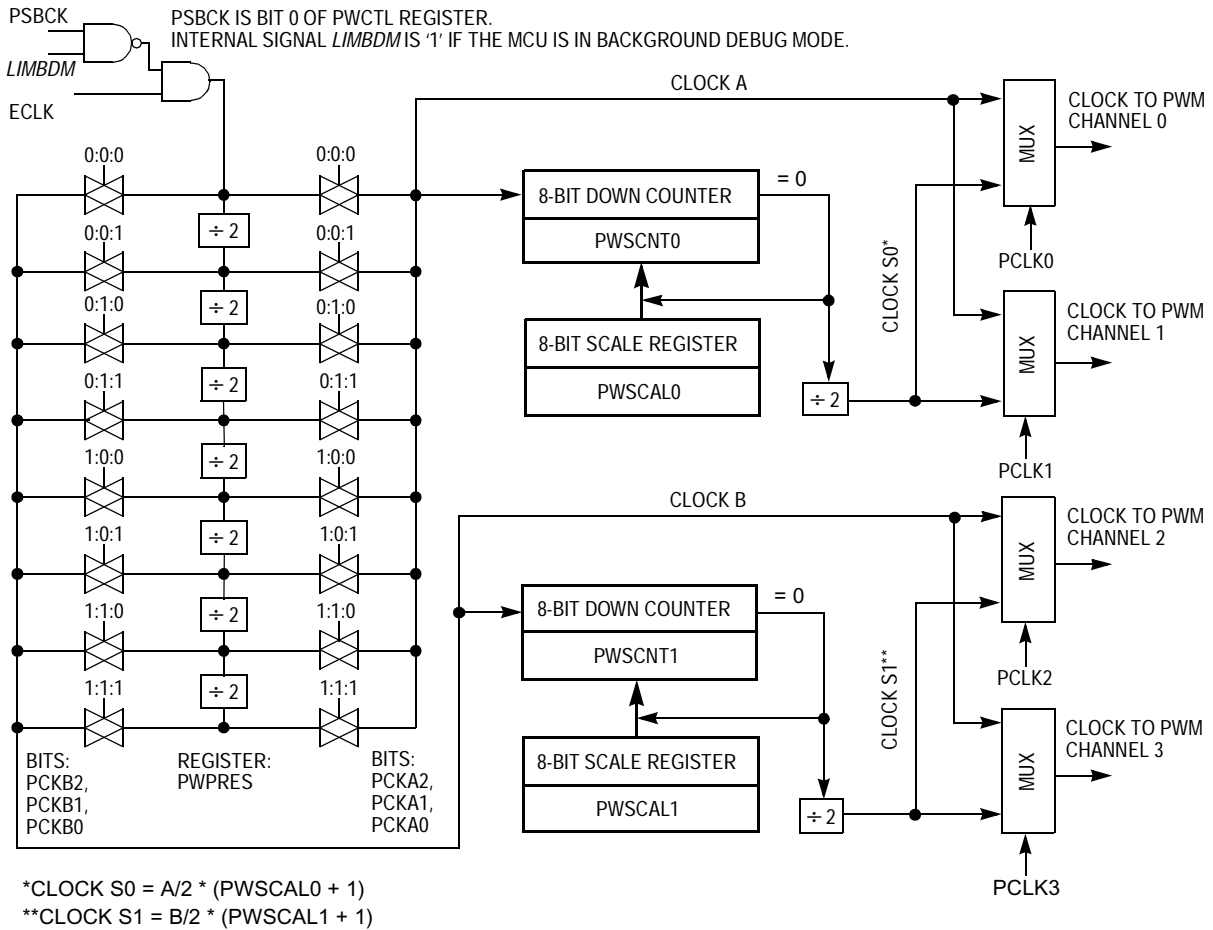 PSBCK
PSBCK IS BIT 0 OF PWCTL REGISTER.
INTERNAL SIGNAL LIMBDM IS ‘1’ IF THE MCU IS IN BACKGROUND DEBUG MODE.
LIMBDM
ECLK
CLOCK A
CLOCK TO PWM
CHANNEL 0
MUX
PCLK0
0:0:0
0:0:0
÷ 2
0:0:1
0:0:1
÷ 2
0:1:0
0:1:0
÷ 2
0:1:1
0:1:1
÷ 2
1:0:0
1:0:0
÷ 2
1:0:1
1:0:1
÷ 2
1:1:0
1:1:0
÷ 2
1:1:1
1:1:1
8-BIT DOWN COUNTER
= 0
PWSCNT0
8-BIT SCALE REGISTER
PWSCAL0
÷ 2
CLOCK S0*
CLOCK TO PWM
CHANNEL 1
MUX
PCLK1
CLOCK B
CLOCK TO PWM
CHANNEL 2
MUX
PCLK2
8-BIT DOWN COUNTER
= 0
PWSCNT1
8-BIT SCALE REGISTER
PWSCAL1
÷ 2
CLOCK S1**
CLOCK TO PWM
CHANNEL 3
MUX
PCLK3
BITS:
PCKB2,
PCKB1,
PCKB0
REGISTER:
PWPRES
BITS:
PCKA2,
PCKA1,
PCKA0
*CLOCK S0 = A/2 * (PWSCAL0 + 1)
**CLOCK S1 = B/2 * (PWSCAL1 + 1)